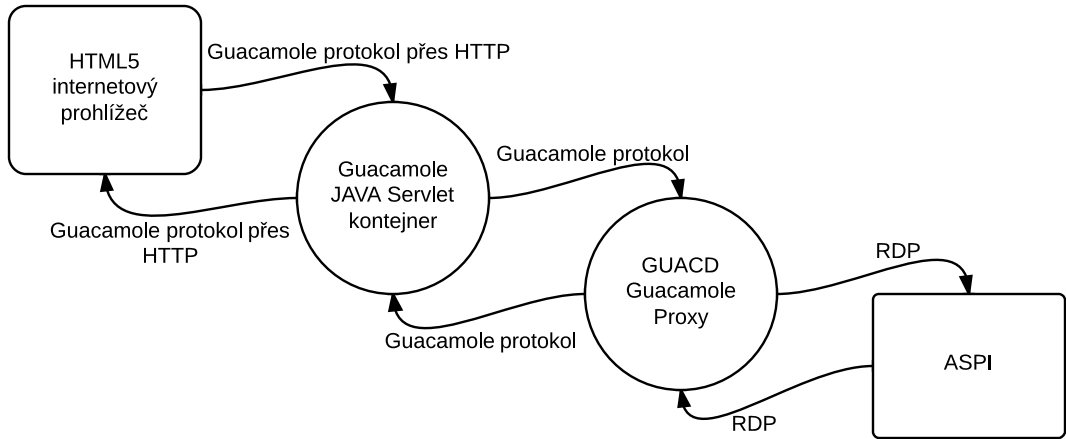 HTML5
internetový
prohlížeč
Guacamole protokol přes HTTP
Guacamole
JAVA Servlet
kontejner
Guacamole protokol přes
HTTP
Guacamole protokol
GUACD
Guacamole
Proxy
Guacamole protokol
RDP
ASPI
RDP